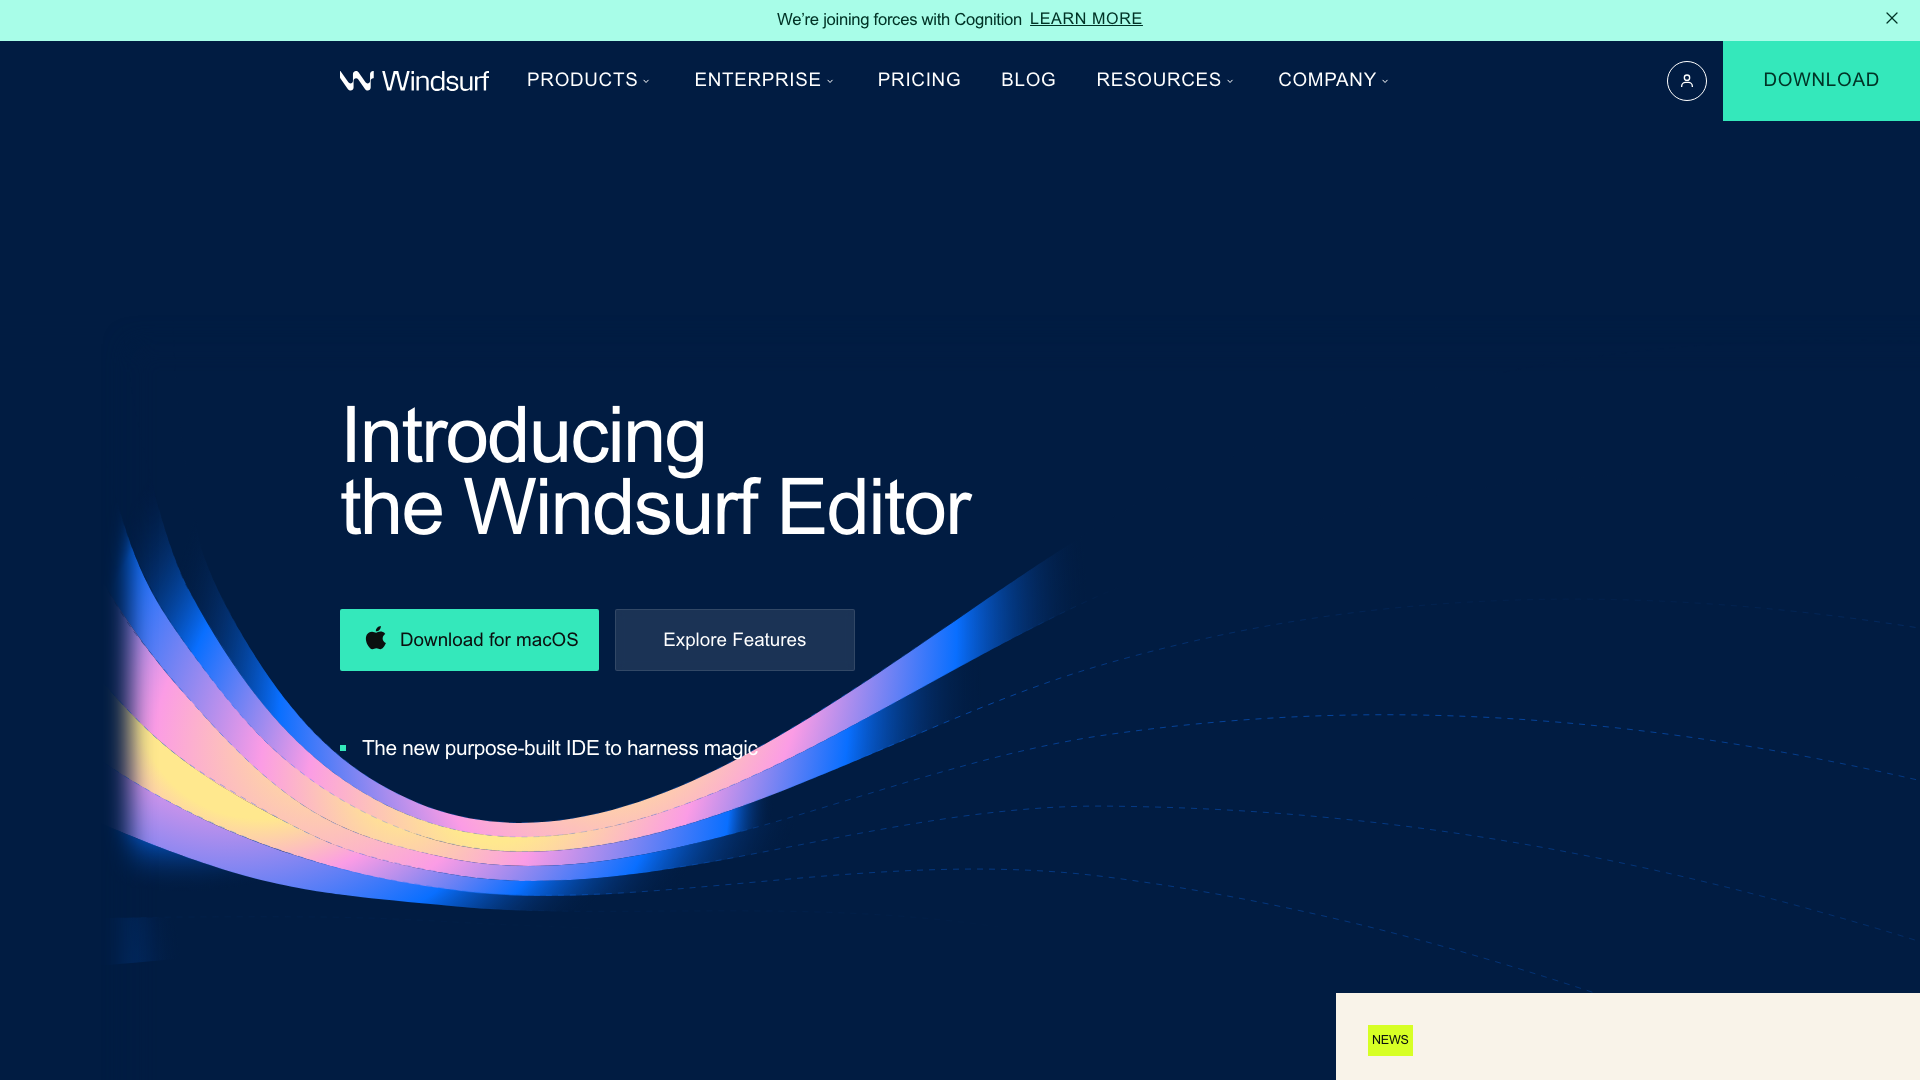 We're joining forces with Cognition LEARN MORE
Windsurf PRODUCTS ENTERPRISE PRICING BLOG RESOURCES COMPANY DOWNLOAD
Introducing
the Windsurf Editor
Download for macOS Explore Features
The new purpose-built IDE to harness magic
NEWS